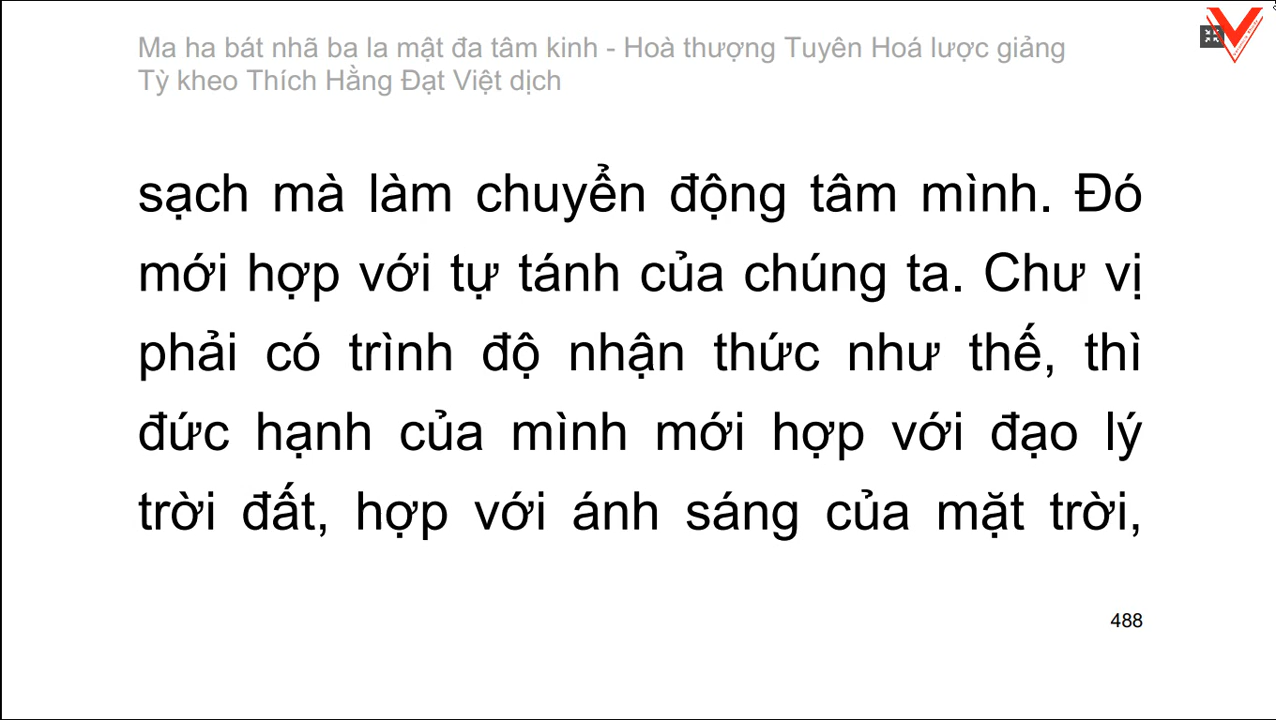 Ma ha bát nhã ba la mật đa tâm kinh - Hoà thượng Tuyên Hoá lược giảng
Tỳ kheo Thích Hằng Đạt Việt dịch
sạch mà làm chuyển động tâm mình. Đó
mới hợp với tự tánh của chúng ta. Chư vị
phải có trình độ nhận thức như thế, thì
đức hạnh của mình mới hợp với đạo lý
trời đất, hợp với ánh sáng của mặt trời,
488